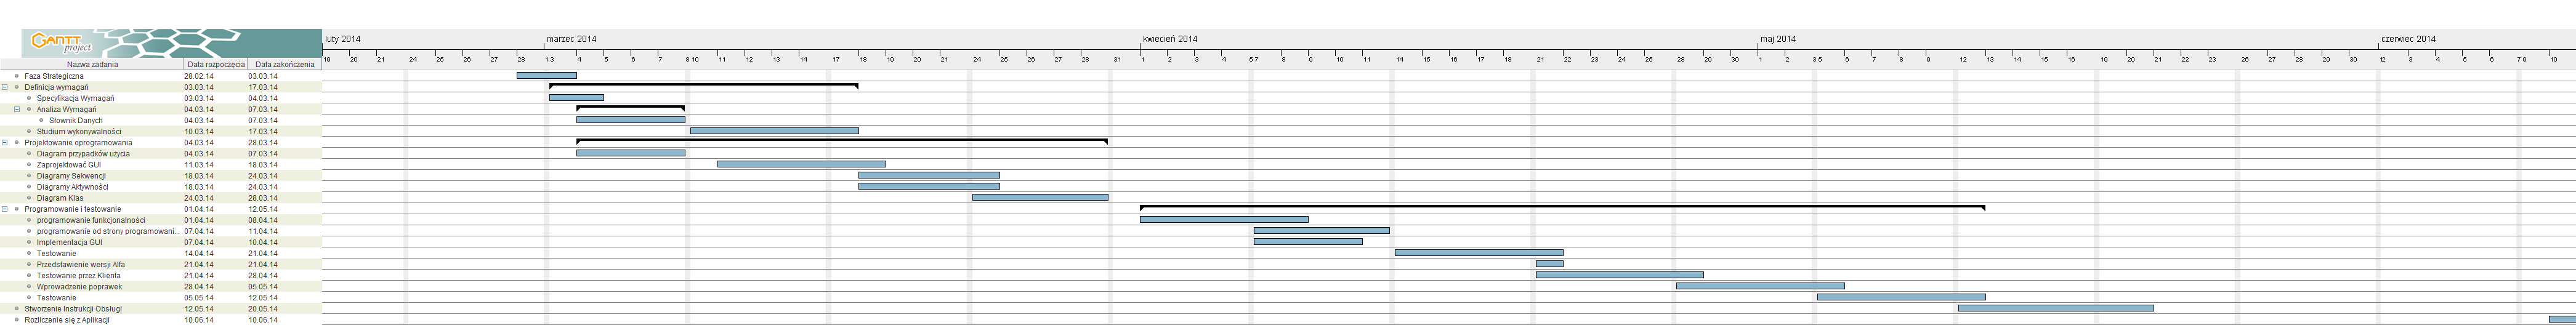 GANTT
project
luty 2014 marzec 2014 kwiecień 2014 maj 2014 czerwiec 2014
19 20 21 24 25 26 27 28 1 3 4 5 6 7 8 10 11 12 13 14 17 18 19 20 21 24 25 26 27 28 31 1 2 3 4 5 7 8 9 10 11 14 15 16 17 18 21 22 23 24 25 28 29 30 1 2 3 5 6 7 8 9 12 13 14 15 16 19 20 21 22 23 26 27 28 29 30 1 2 3 4 5 6 7 9 10
Nazwa zadania Data rozpoczęcia Data zakończenia
Faza Strategiczna 28.02.14 03.03.14
Definicja wymagań 03.03.14 17.03.14
Specyfikacja Wymagań 03.03.14 04.03.14
Analiza Wymagań 04.03.14 07.03.14
Słownik Danych 04.03.14 07.03.14
Studium wykonywalności 10.03.14 17.03.14
Projektowanie oprogramowania 04.03.14 28.03.14
Diagram przypadków użycia 04.03.14 07.03.14
Zaprojektować GUI 11.03.14 18.03.14
Diagramy Sekwencji 18.03.14 24.03.14
Diagramy Aktywności 18.03.14 24.03.14
Diagram Klas 24.03.14 28.03.14
Programowanie i testowanie 01.04.14 12.05.14
programowanie funkcjonalności 01.04.14 08.04.14
programowanie od strony programowani... 07.04.14 11.04.14
Implementacja GUI 07.04.14 10.04.14
Testowanie 14.04.14 21.04.14
Przedstawienie wersji Alfa 21.04.14 21.04.14
Testowanie przez Klienta 21.04.14 28.04.14
Wprowadzenie poprawek 28.04.14 05.05.14
Testowanie 05.05.14 12.05.14
Stworzenie Instrukcji Obsługi 12.05.14 20.05.14
Rozliczenie się z Aplikacji 10.06.14 10.06.14